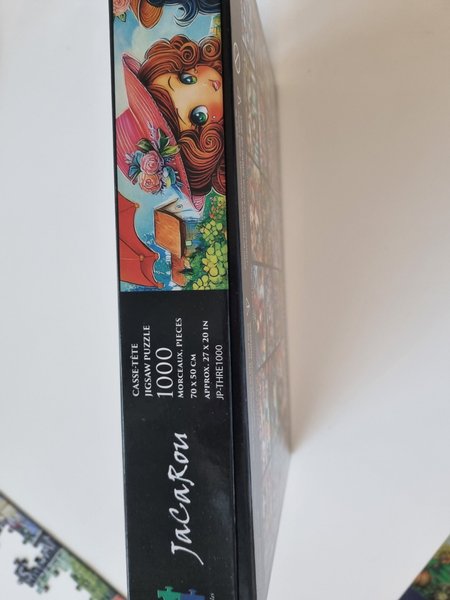 CASSE-TÊTE
JIGSAW PUZZLE
1000
MORCEAUX, PIECES
70 X 50 CM
APPROX. 27 X 20 IN
JP-THRE1000
JaCaRou